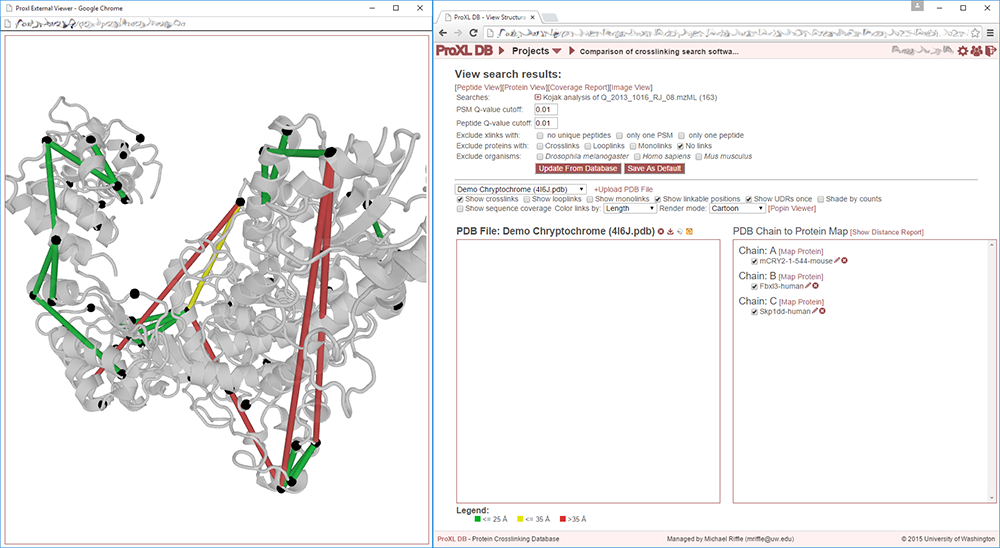 Proxl External Viewer - Google Chrome
ProXL DB - View Structure
ProXL DB Projects Comparison of crosslinking search softwa...
View search results:
[Peptide View][Protein View][Coverage Report][Image View]
Searches: Kojak analysis of Q_2013_1016_RJ_08.mzML (163)
PSM Q-value cutoff: 0.01
Peptide Q-value cutoff: 0.01
Exclude xlinks with: no unique peptides only one PSM only one peptide
Exclude proteins with: Crosslinks Looplinks Monolinks No links
Exclude organisms: Drosophila melanogaster Homo sapiens Mus musculus
Update From Database Save As Default
Demo Chryptochrome (4I6J.pdb) +Upload PDB File
Show crosslinks Show looplinks Show monolinks Show linkable positions Show UDRs once Shade by counts
Show sequence coverage. Color links by: Length Render mode: Cartoon [Popin Viewer]
PDB File: Demo Chryptochrome (4I6J.pdb)
PDB Chain to Protein Map [Show Distance Report]
Chain: A [Map Protein]
mCRY2-1-544-mouse
Chain: B [Map Protein]
Fbxl3-human
Chain: C [Map Protein]
Skp1dd-human
Legend:
<= 25 Å <= 35 Å >35 Å
ProXL DB - Protein Crosslinking Database Managed by Michael Riffle (mriffle@uw.edu) © 2015 University of Washington